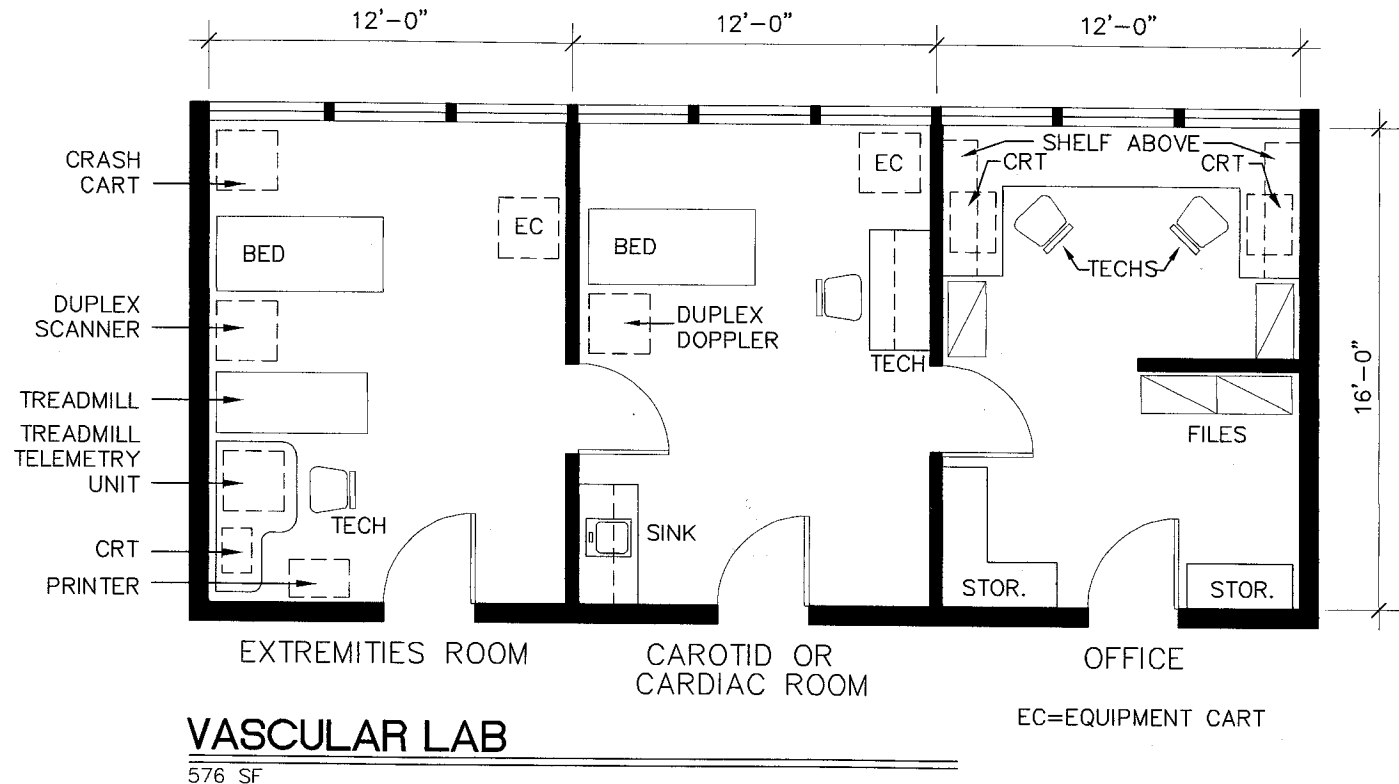 12'-0"
12'-0"
12'-0"
CRASH
CART
EC
BED
DUPLEX
SCANNER
TREADMILL
TREADMILL
TELEMETRY
UNIT
TECH
CRT
PRINTER
EC
BED
DUPLEX
DOPPLER
TECH
SINK
SHELF ABOVE
CRT
CRT
TECHS
FILES
STOR.
STOR.
16'-0"
EXTREMITIES ROOM
CAROTID OR
CARDIAC ROOM
OFFICE
EC=EQUIPMENT CART
VASCULAR LAB
576 SF